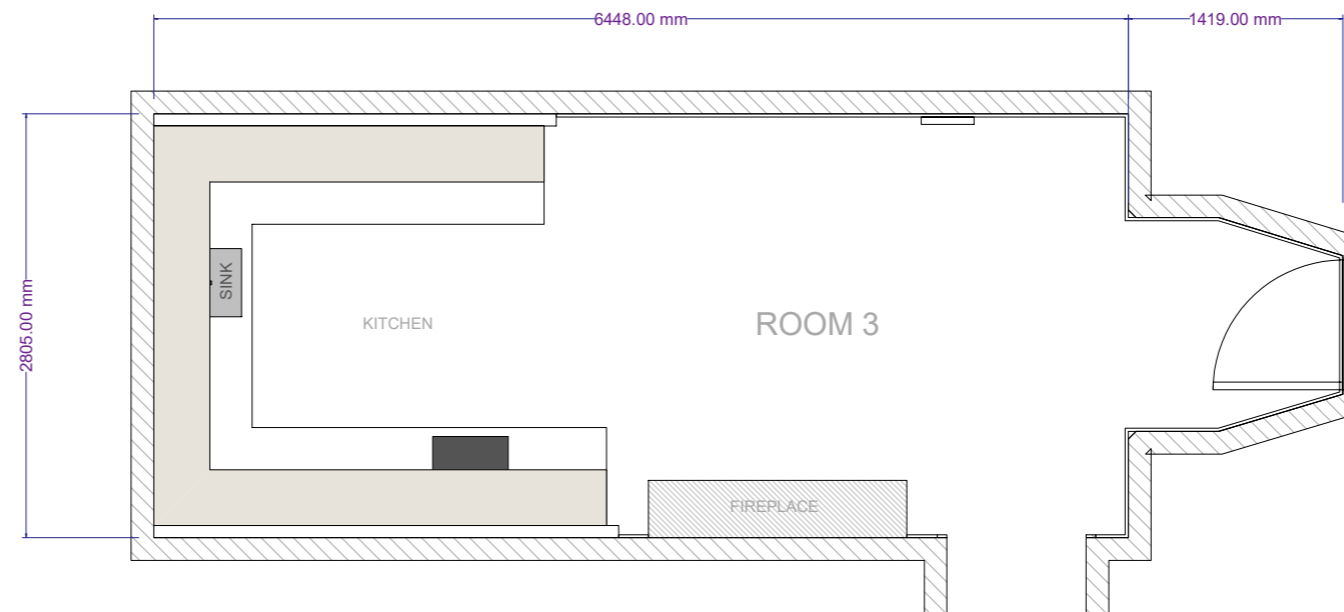 6448.00 mm
1419.00 mm
2805.00 mm
SINK
KITCHEN
ROOM 3
FIREPLACE